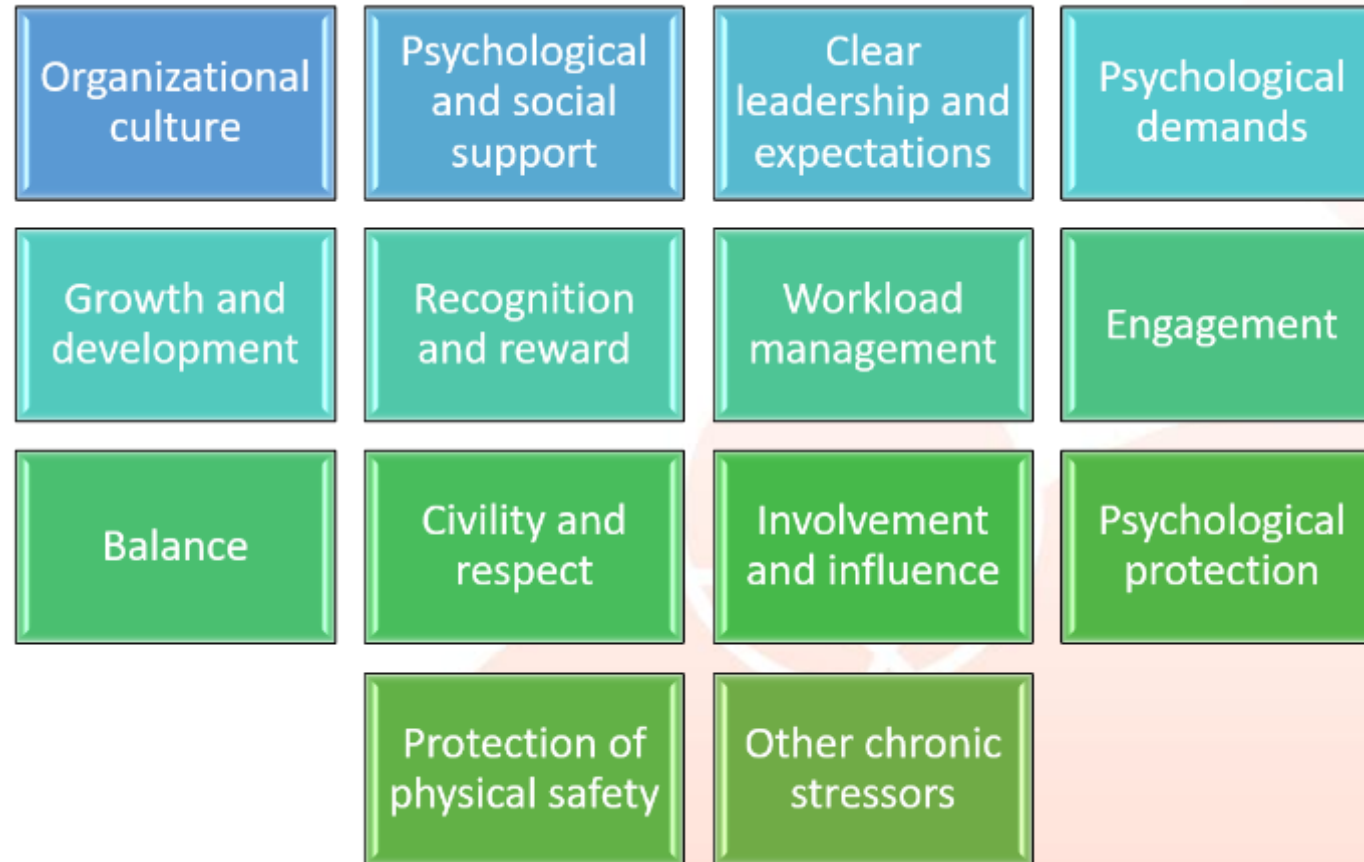 Organizational
culture
Psychological
and social
support
Clear
leadership and
expectations
Psychological
demands
Growth and
development
Recognition
and reward
Workload
management
Engagement
Balance
Civility and
respect
Involvement
and influence
Psychological
protection
Protection of
physical safety
Other chronic
stressors